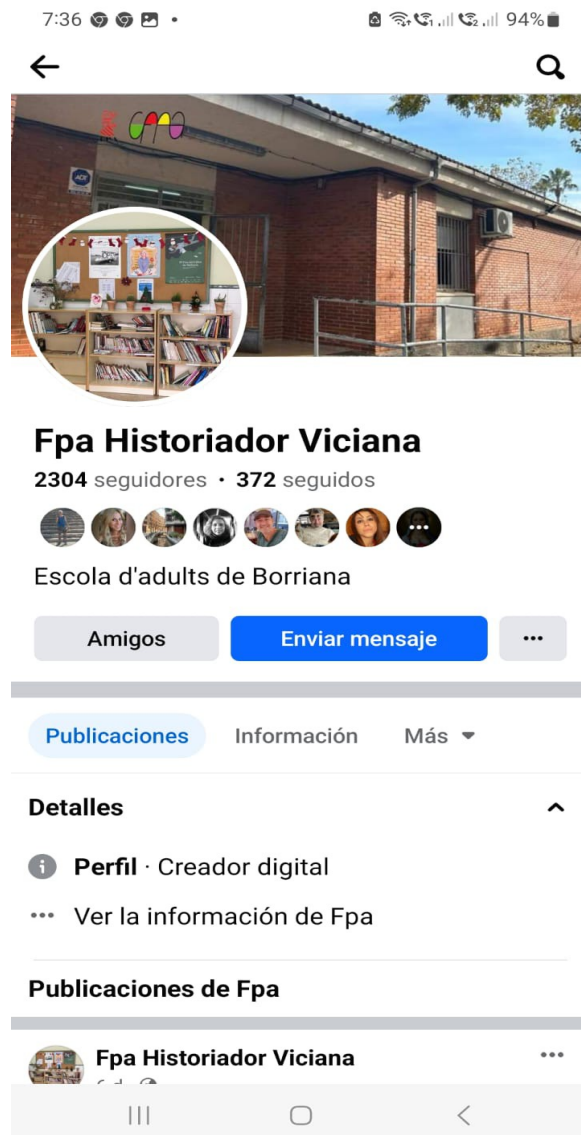 7:36
94%
Fpa Historiador Viciana
2304 seguidores · 372 seguidos
Escola d'adults de Borriana
Amigos
Enviar mensaje
Publicaciones
Información
Más
Detalles
Perfil · Creador digital
Ver la información de Fpa
Publicaciones de Fpa
Fpa Historiador Viciana